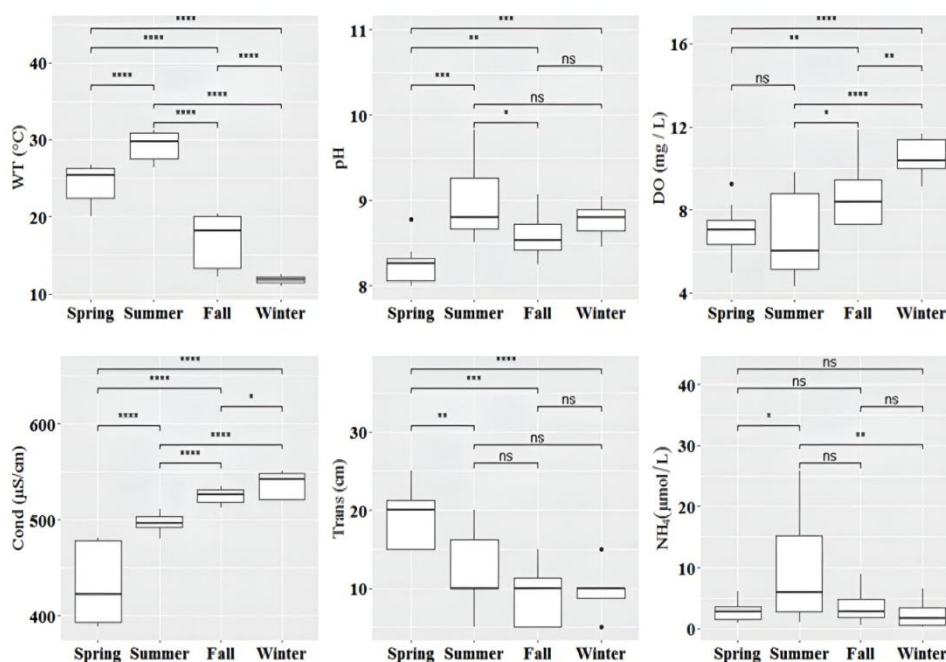 WT (°C)
40
30
20
10
****
****
****
****
****
****
Spring Summer Fall Winter
pH
11
10
9
8
***
**
ns
***
ns
*
Spring Summer Fall Winter
DO (mg / L)
16
12
8
4
****
**
**
ns
****
*
Spring Summer Fall Winter
Cond (µS/cm)
600
500
400
****
****
*
****
****
****
Spring Summer Fall Winter
Trans (cm)
30
20
10
****
***
ns
**
ns
ns
Spring Summer Fall Winter
NH₄(µmol/L)
40
30
20
10
0
ns
ns
ns
*
**
ns
Spring Summer Fall Winter